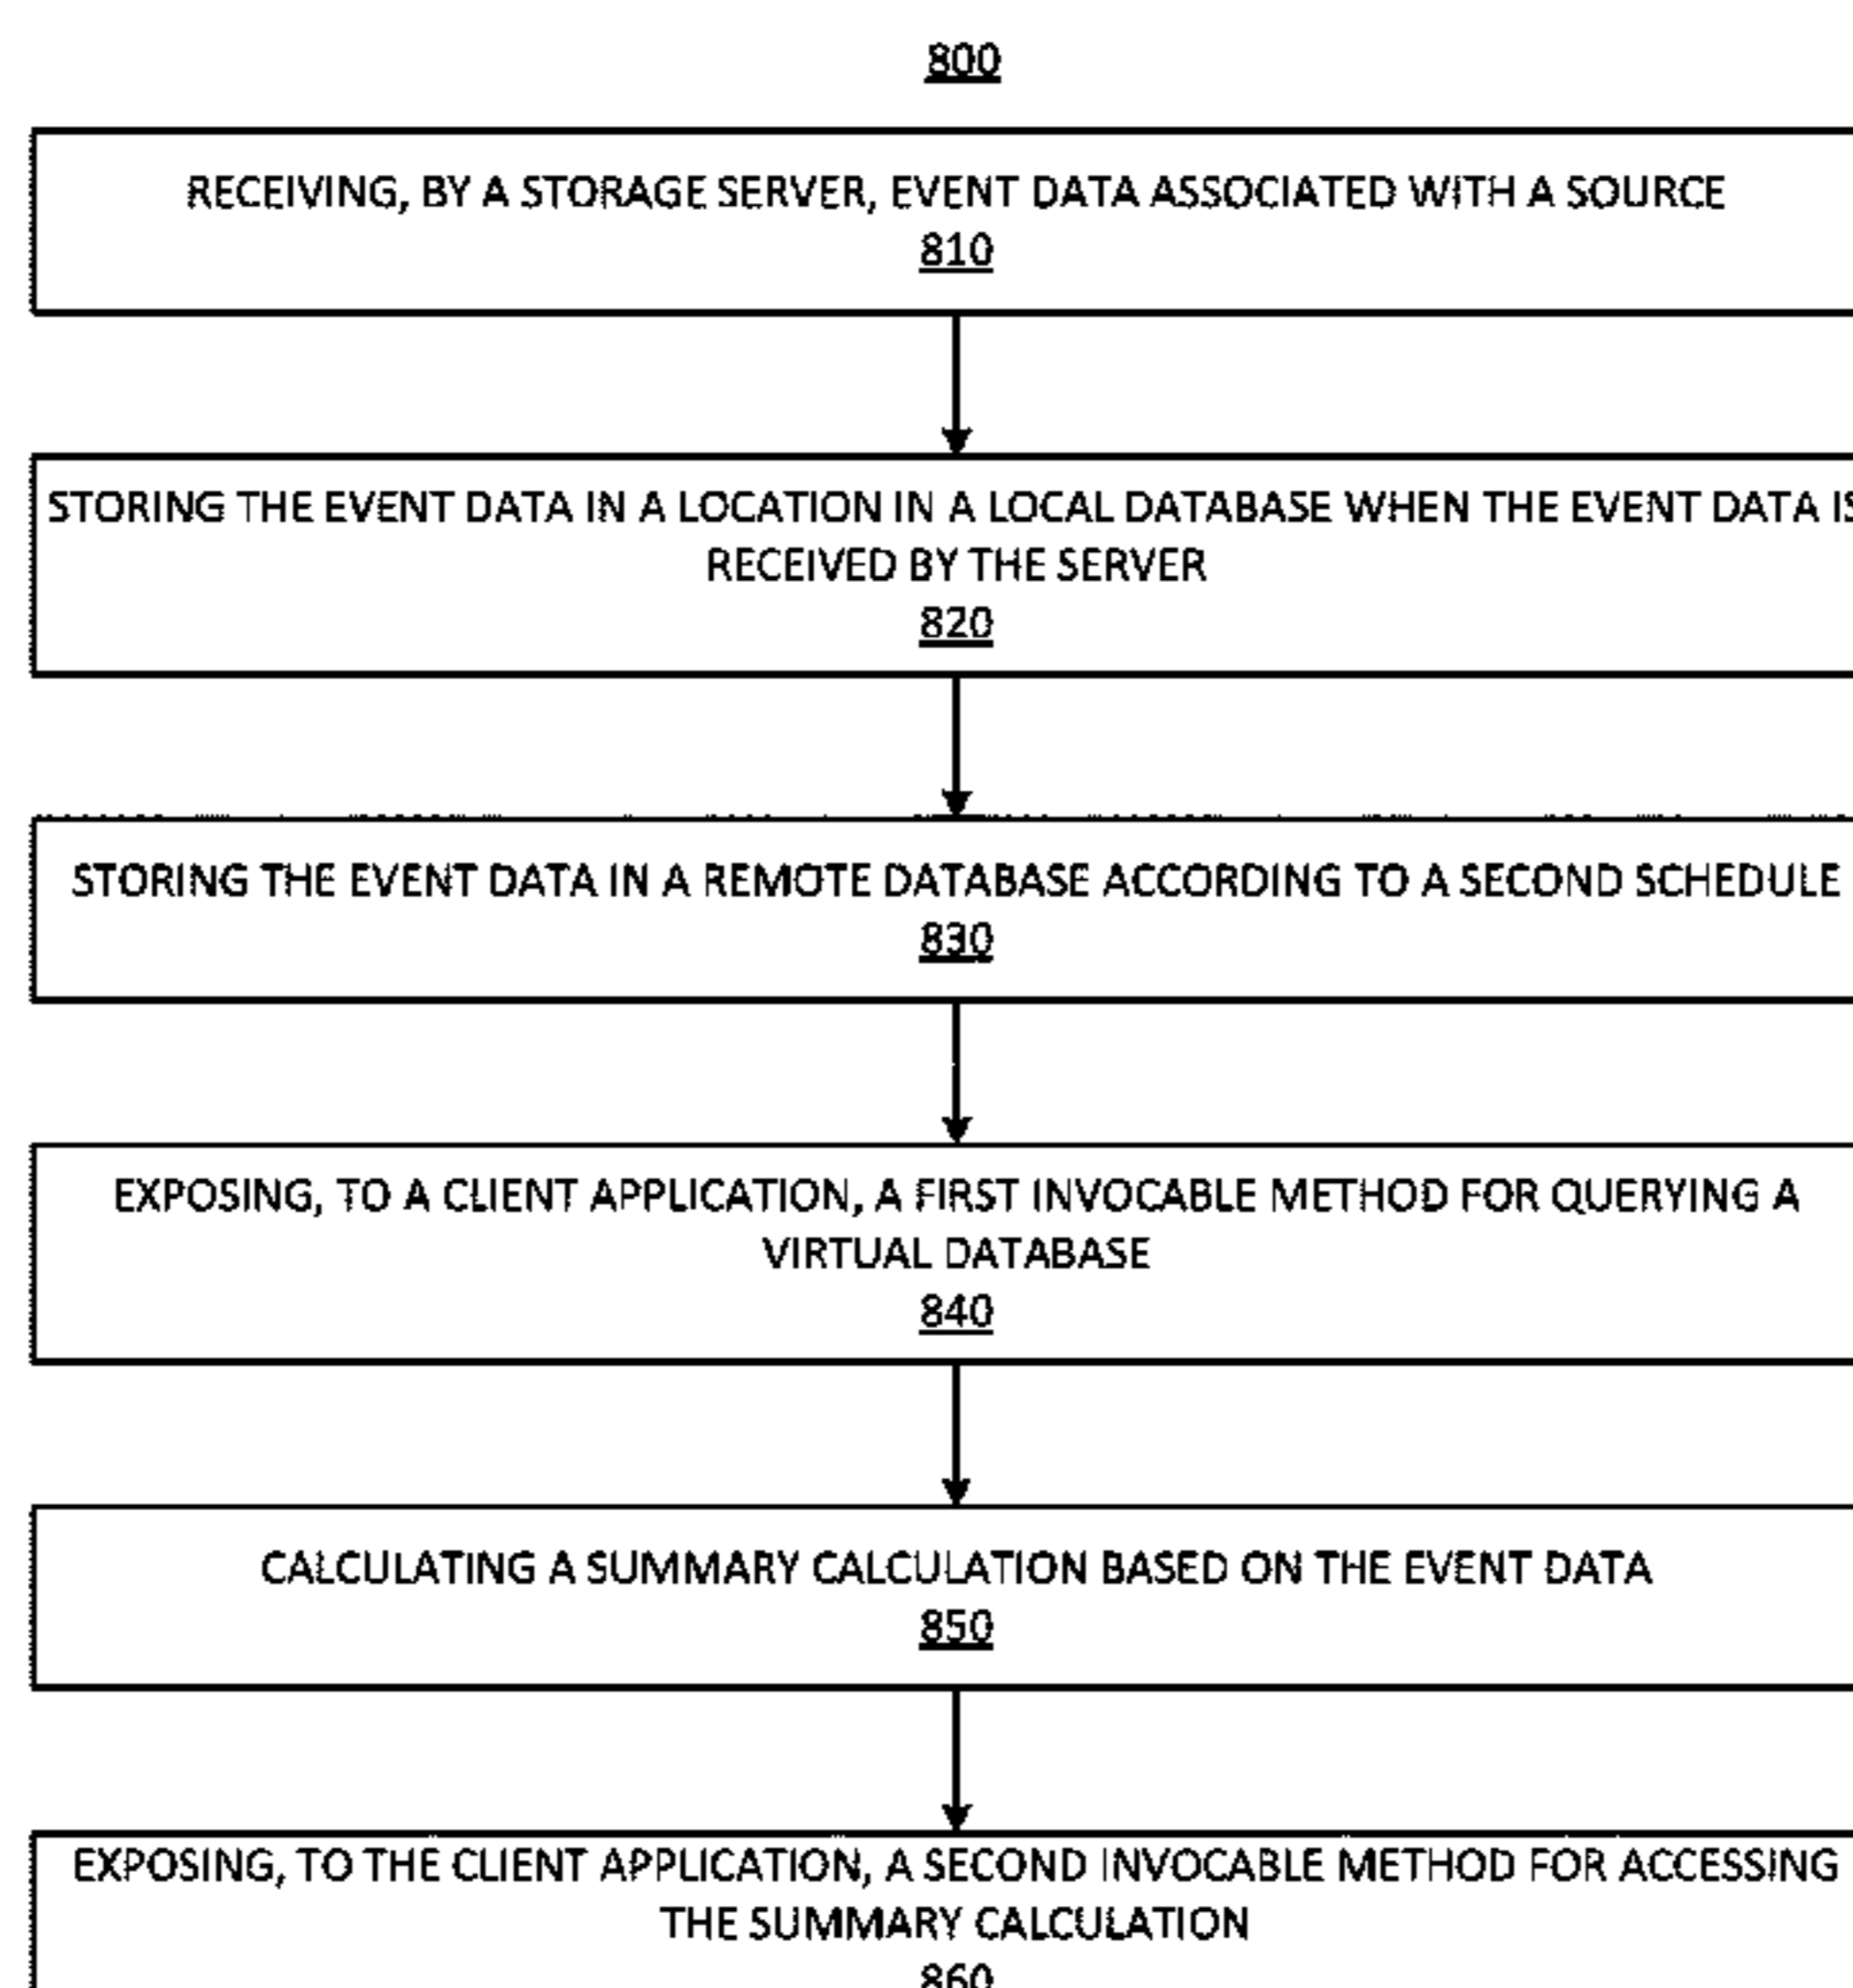 800
RECEIVING, BY A STORAGE SERVER, EVENT DATA ASSOCIATED WITH A SOURCE
810
STORING THE EVENT DATA IN A LOCATION IN A LOCAL DATABASE WHEN THE EVENT DATA IS
RECEIVED BY THE SERVER
820
STORING THE EVENT DATA IN A REMOTE DATABASE ACCORDING TO A SECOND SCHEDULE
830
EXPOSING, TO A CLIENT APPLICATION, A FIRST INVOCABLE METHOD FOR QUERYING A
VIRTUAL DATABASE
840
CALCULATING A SUMMARY CALCULATION BASED ON THE EVENT DATA
850
EXPOSING, TO THE CLIENT APPLICATION, A SECOND INVOCABLE METHOD FOR ACCESSING
THE SUMMARY CALCULATION
860